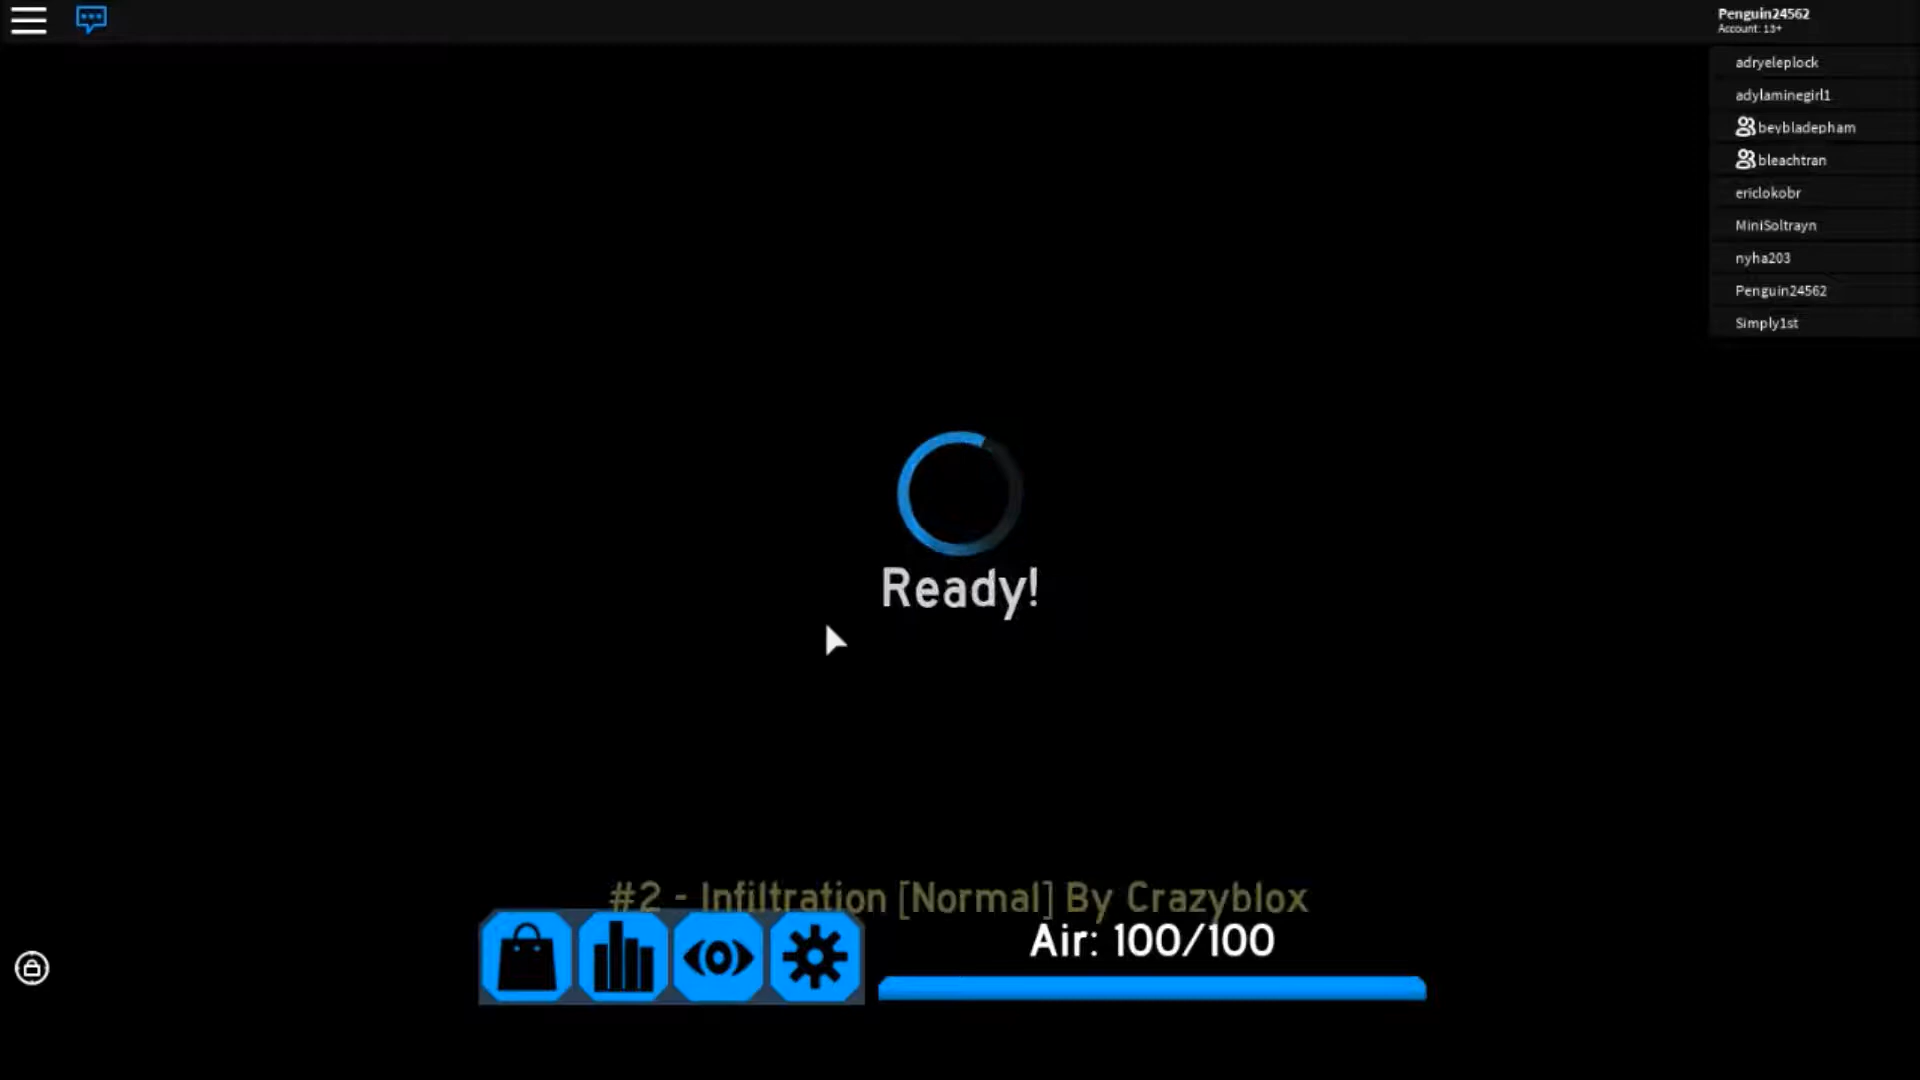 Penguin24562
Account: 13+
adryeleplock
adylaminegirl1
beybladepham
bleachtran
ericlokobr
MiniSoltrayn
nyha203
Penguin24562
Simply1st
Ready!
#2 - Infiltration [Normal] By Crazyblox
Air: 100/100